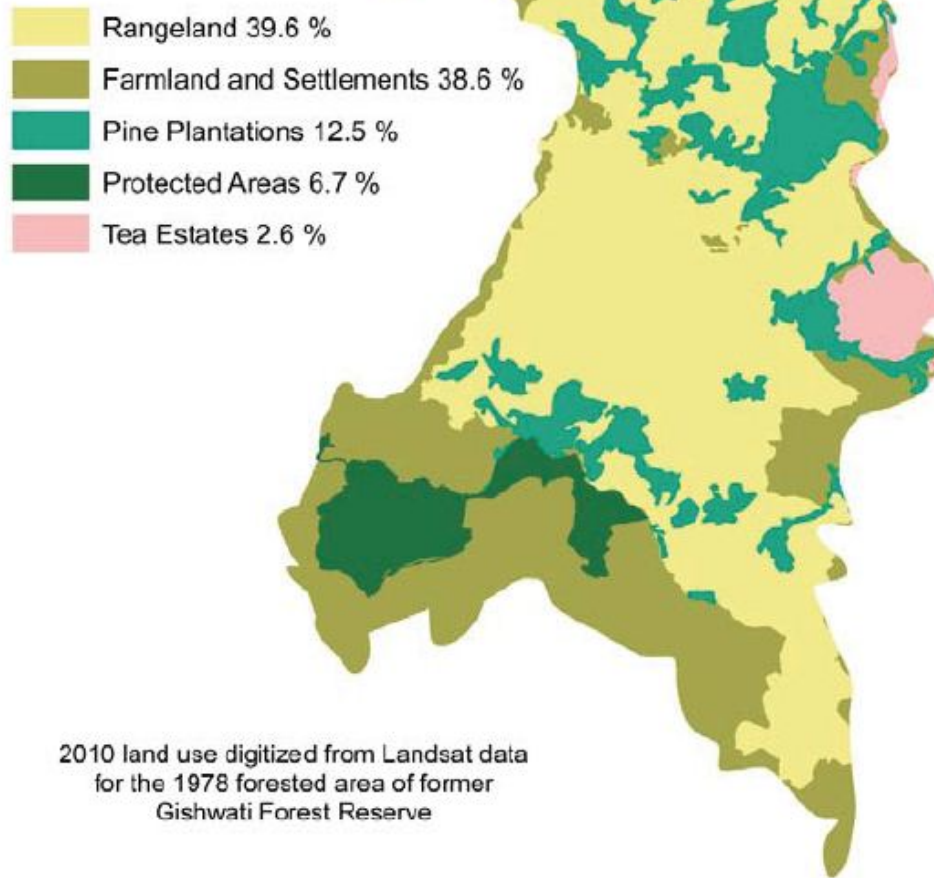 Rangeland 39.6 %
Farmland and Settlements 38.6 %
Pine Plantations 12.5 %
Protected Areas 6.7 %
Tea Estates 2.6 %
2010 land use digitized from Landsat data
for the 1978 forested area of former
Gishwati Forest Reserve